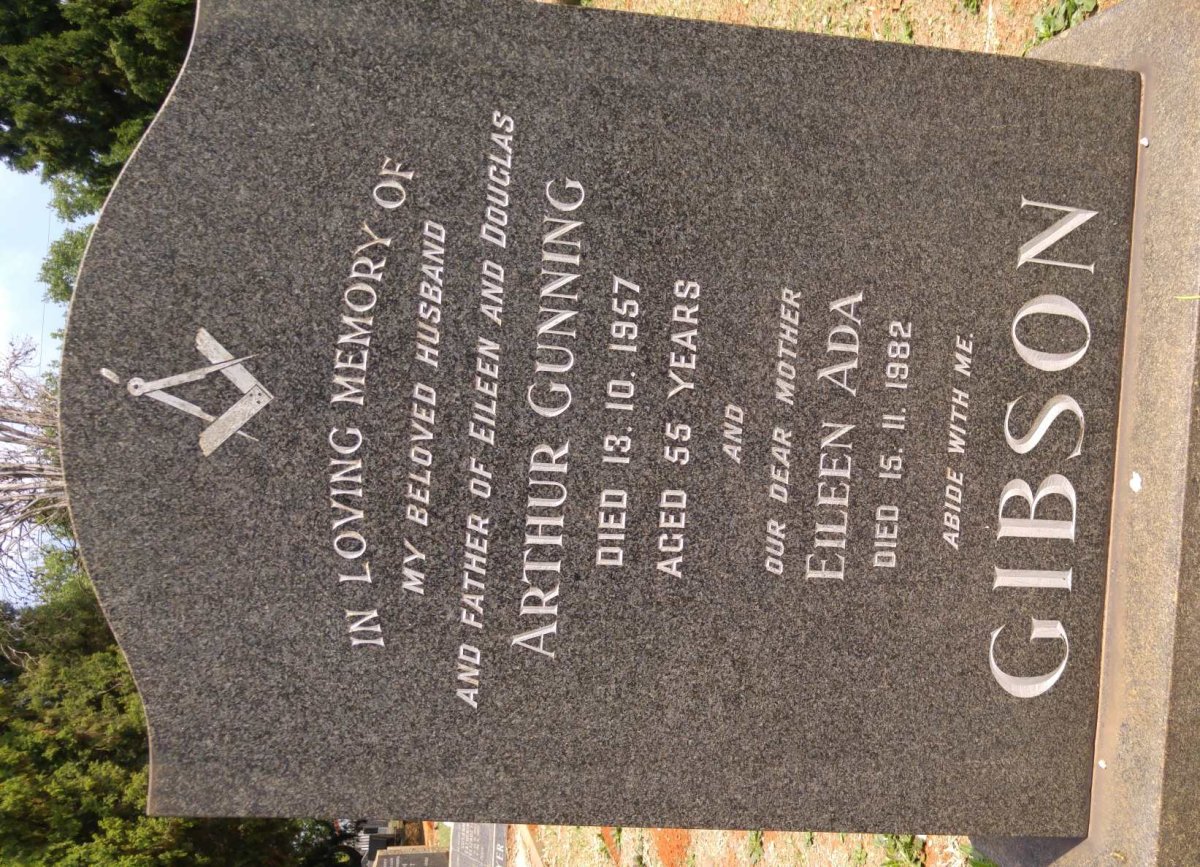 IN LOVING MEMORY OF
MY BELOVED HUSBAND
AND FATHER OF EILEEN AND DOUGLAS
ARTHUR GUNNING
DIED 13.10.1957
AGED 55 YEARS
AND
OUR DEAR MOTHER
EILEEN ADA
DIED 15.11.1982
ABIDE WITH ME.
GIBSON